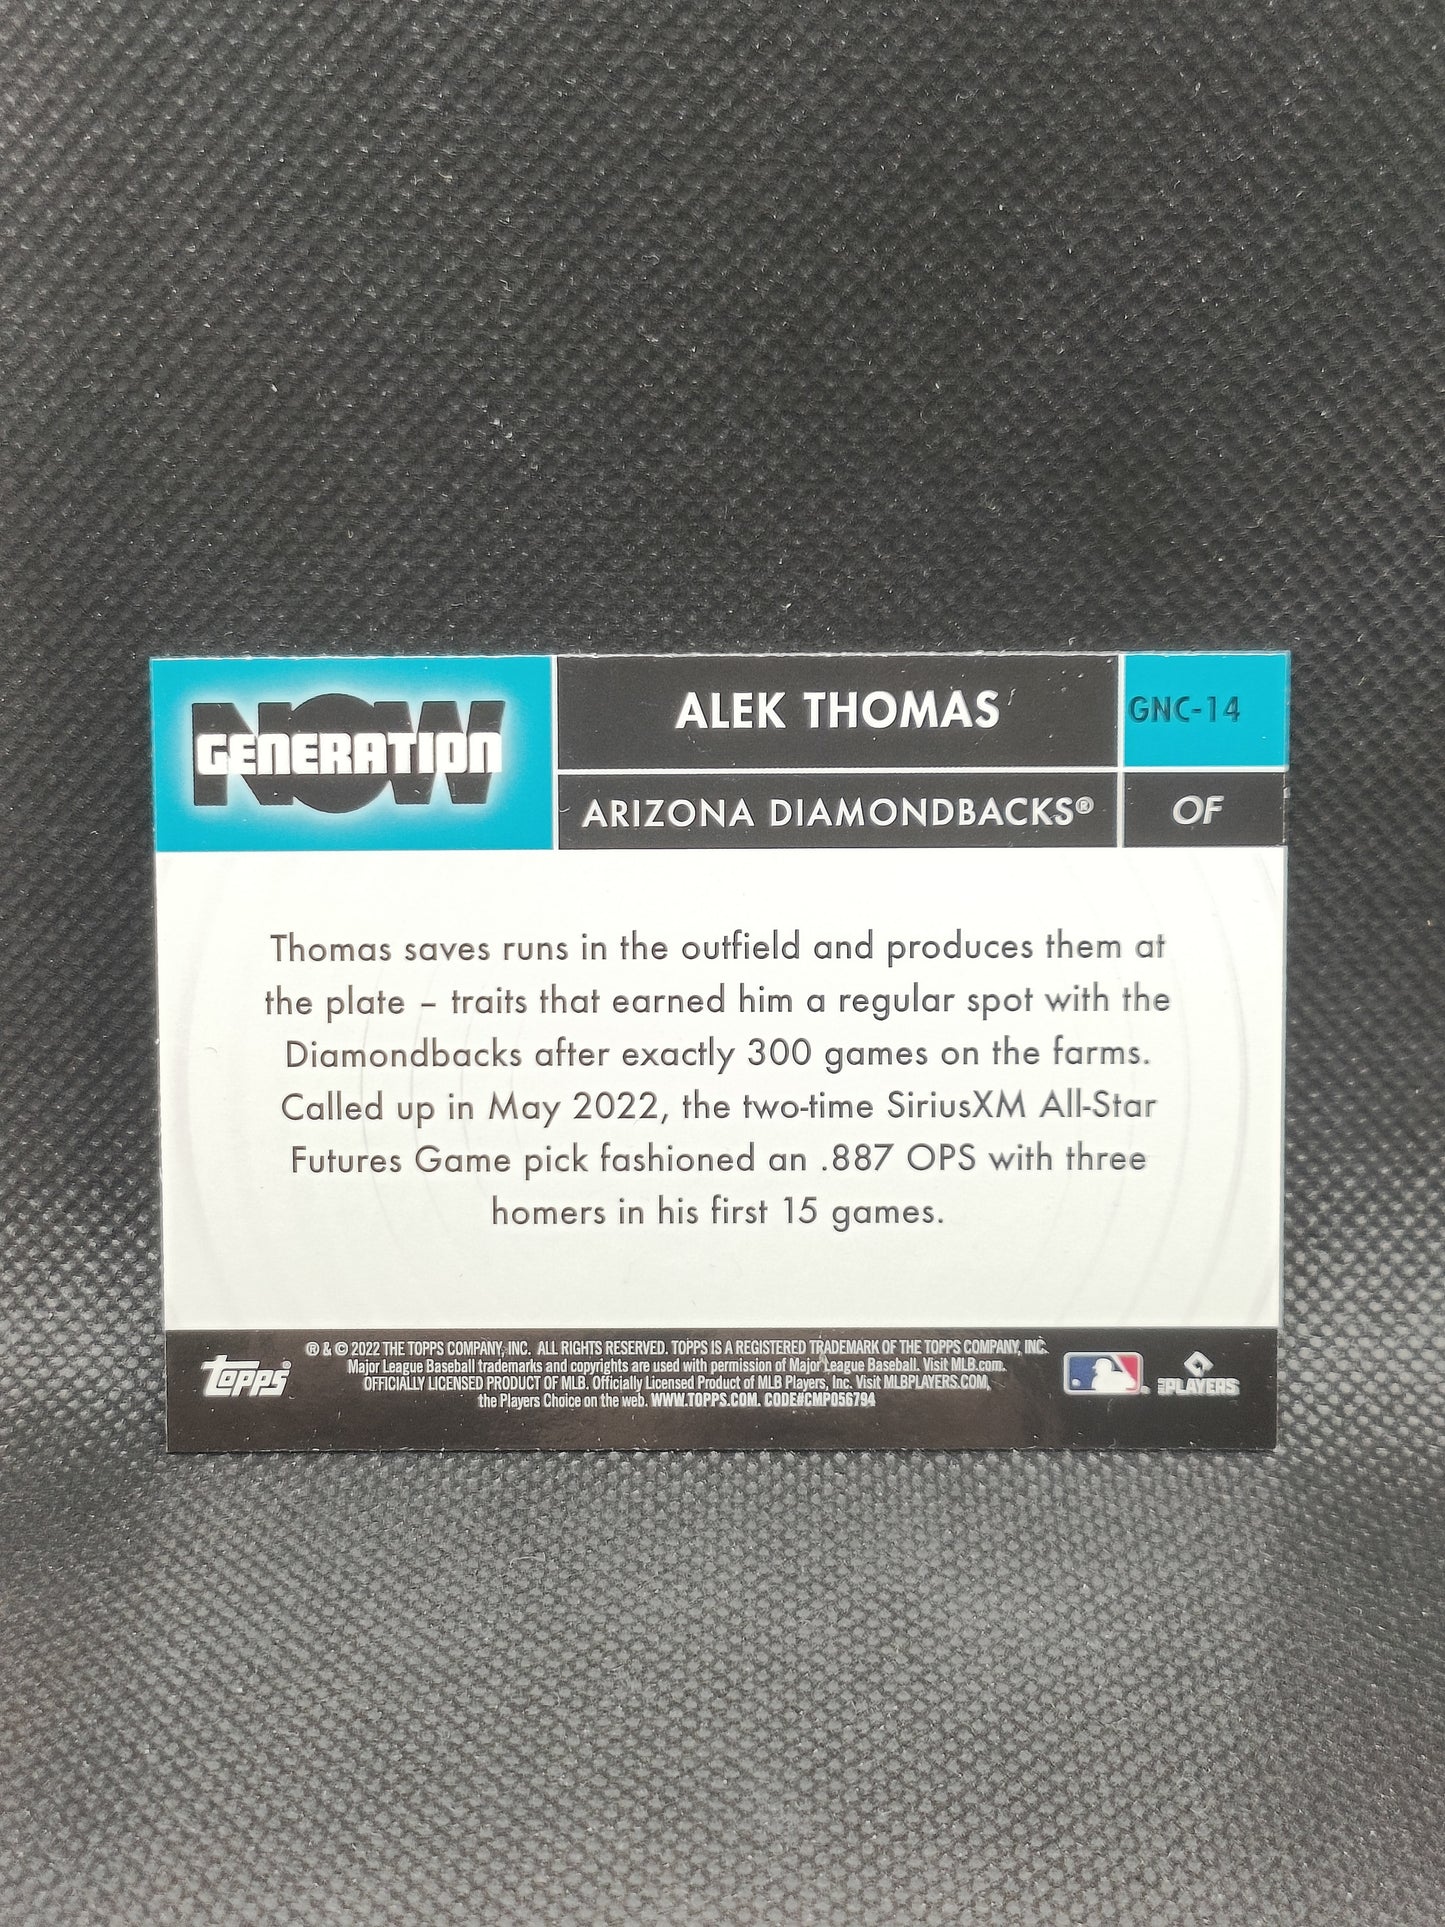 NOW
GENERATION
ALEK THOMAS
GNC-14
ARIZONA DIAMONDBACKS®
OF
Thomas saves runs in the outfield and produces them at
the plate – traits that earned him a regular spot with the
Diamondbacks after exactly 300 games on the farms.
Called up in May 2022, the two-time SiriusXM All-Star
Futures Game pick fashioned an .887 OPS with three
homers in his first 15 games.
topps
® & © 2022 THE TOPPS COMPANY, INC. ALL RIGHTS RESERVED. TOPPS IS A REGISTERED TRADEMARK OF THE TOPPS COMPANY, INC.
Major League Baseball trademarks and copyrights are used with permission of Major League Baseball. Visit MLB.com.
OFFICIALLY LICENSED PRODUCT OF MLB. Officially Licensed Product of MLB Players, Inc. Visit MLBPLAYERS.COM,
the Players Choice on the web. WWW.TOPPS.COM. CODE#CMP056794
MLB PLAYERS